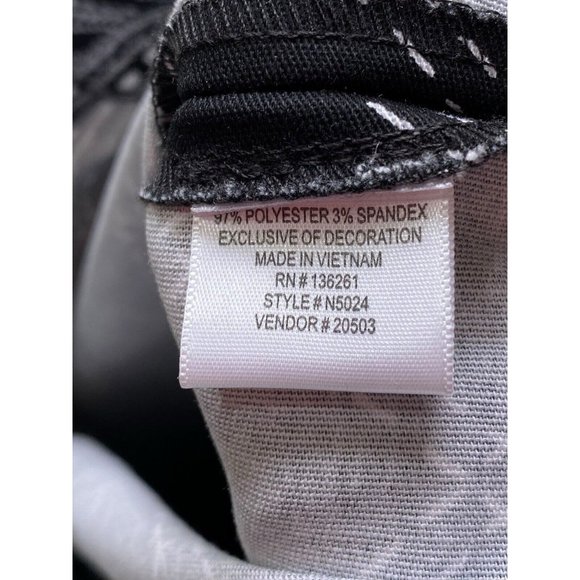 97% POLYESTER 3% SPANDEX
EXCLUSIVE OF DECORATION
MADE IN VIETNAM
RN # 136261
STYLE # N5024
VENDOR # 20503